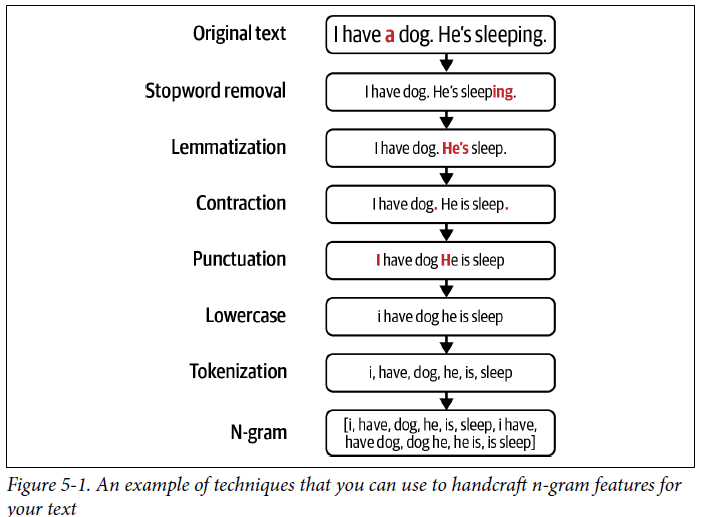 Original text
I have a dog. He's sleeping.
Stopword removal
I have dog. He's sleeping.
Lemmatization
I have dog. He's sleep.
Contraction
I have dog. He is sleep.
Punctuation
I have dog He is sleep
Lowercase
i have dog he is sleep
Tokenization
i, have, dog, he, is, sleep
N-gram
[i, have, dog, he, is, sleep, i have,
have dog, dog he, he is, is sleep]
Figure 5-1. An example of techniques that you can use to handcraft n-gram features for
your text